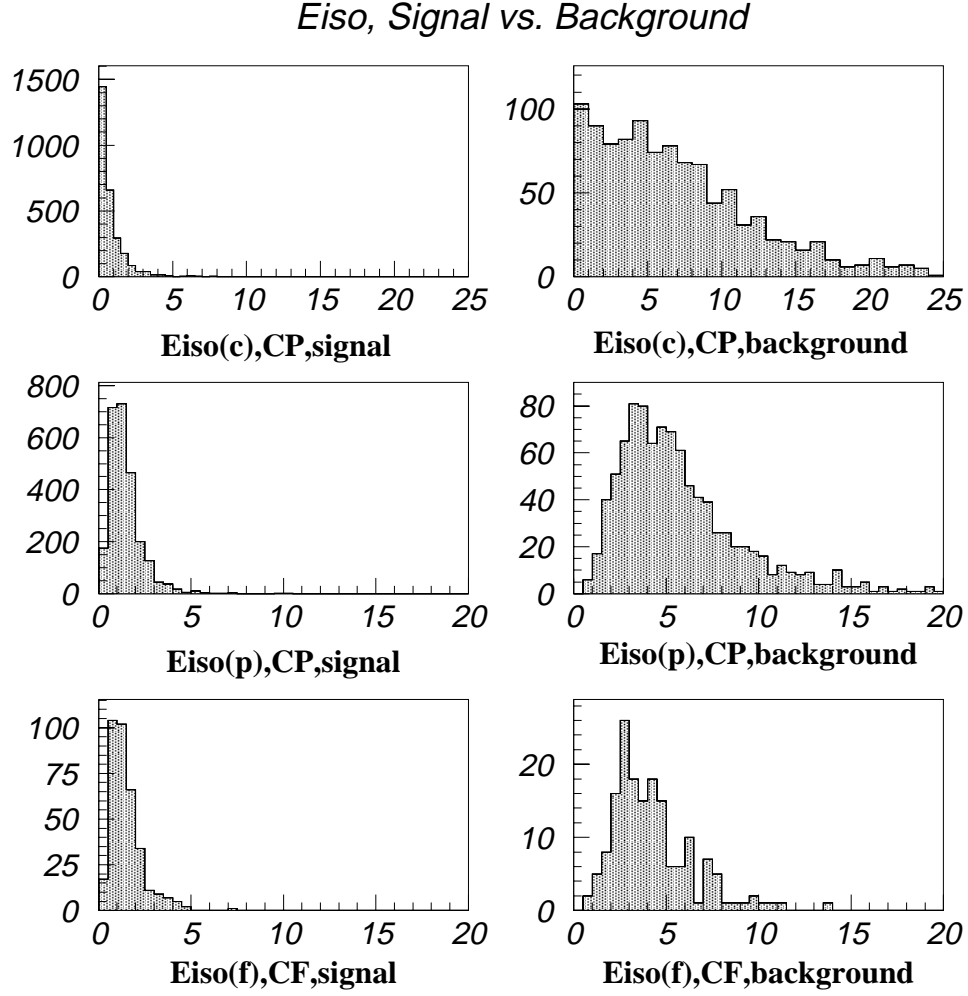 Eiso, Signal vs. Background
1500
1000
500
0
0 5 10 15 20 25
Eiso(c),CP,signal
100
50
0
0 5 10 15 20 25
Eiso(c),CP,background
800
600
400
200
0
0 5 10 15 20
Eiso(p),CP,signal
80
60
40
20
0
0 5 10 15 20
Eiso(p),CP,background
100
75
50
25
0
0 5 10 15 20
Eiso(f),CF,signal
20
10
0
0 5 10 15 20
Eiso(f),CF,background